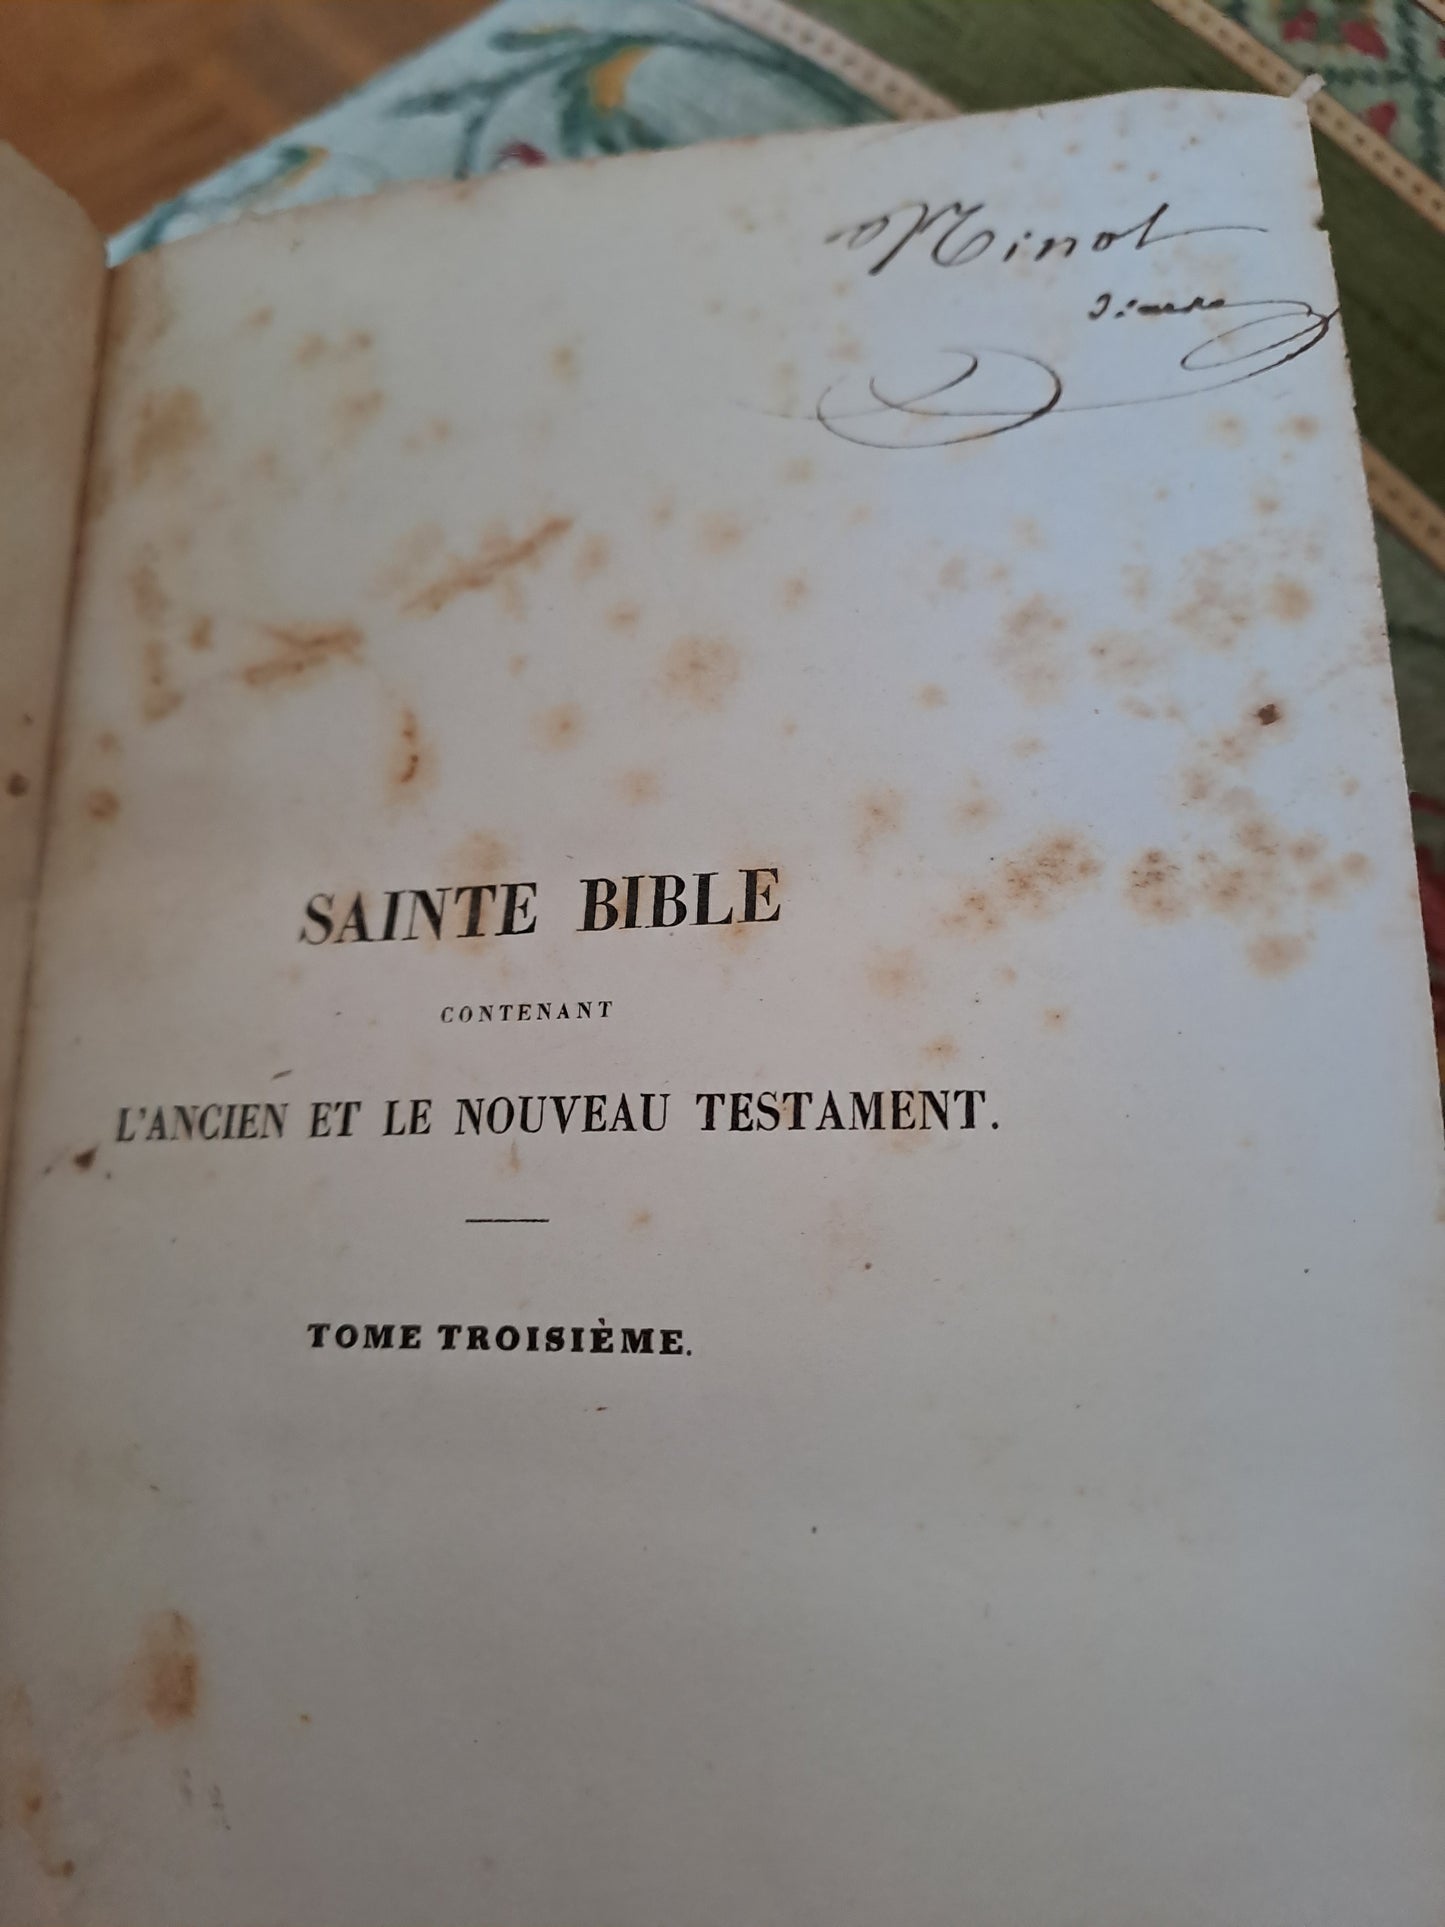 Minot
SAINTE BIBLE
CONTENANT
L'ANCIEN ET LE NOUVEAU TESTAMENT.
TOME TROISIÈME.